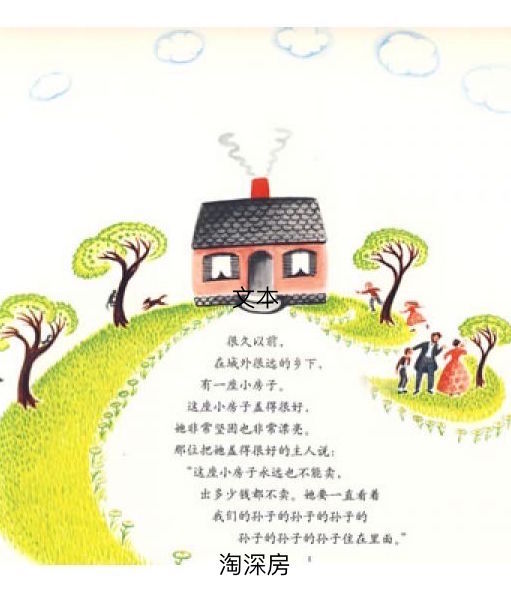 文本
很久以前，
在城外很远的乡下，
有一座小房子。
这座小房子盖得很好，
她非常坚固也非常漂亮。
那位把她盖得很好的主人说：
“这座小房子永远也不能卖，
出多少钱都不卖。她要一直看着
我们的孙子的孙子的孙子的
孙子的孙子的孙子住在里面。”
淘深房